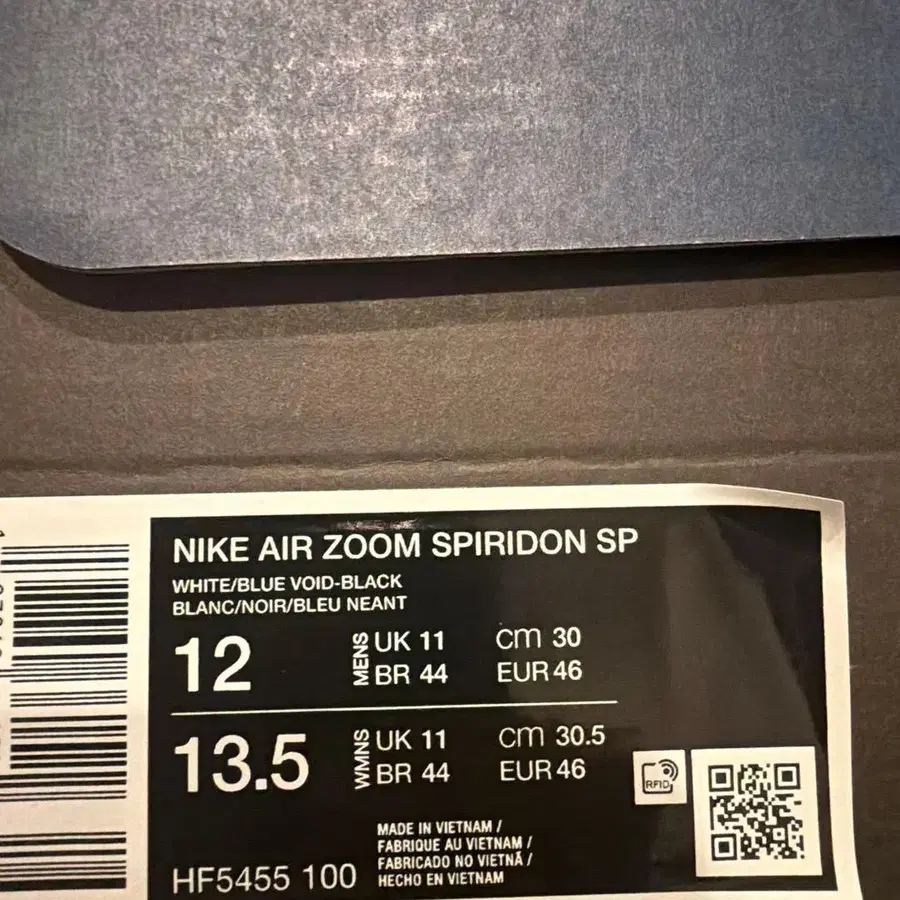 NIKE AIR ZOOM SPIRIDON SP
WHITE/BLUE VOID-BLACK
BLANC/NOIR/BLEU NEANT
12 MENS UK 11 cm 30
BR 44 EUR 46
13.5 WMNS UK 11 cm 30.5
BR 44 EUR 46
RFID
MADE IN VIETNAM /
FABRIQUE AU VIETNAM /
FABRICADO NO VIETNÃ /
HECHO EN VIETNAM
HF5455 100